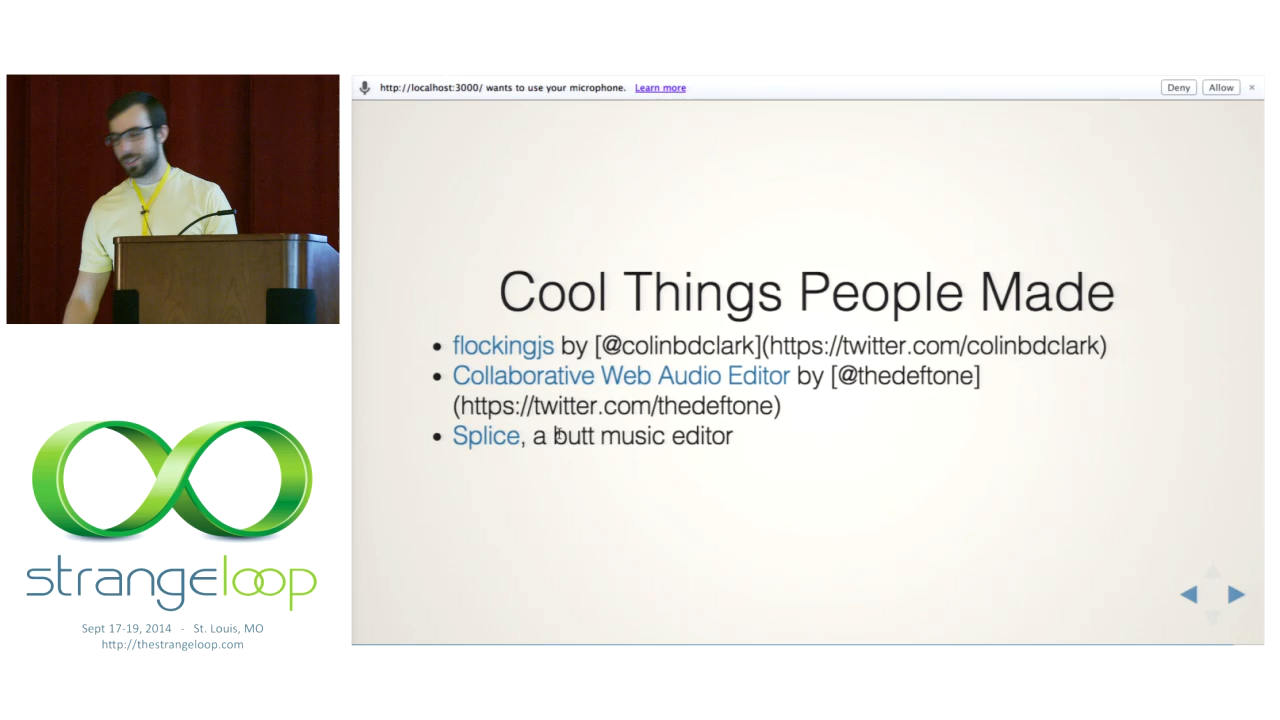 http://localhost:3000/ wants to use your microphone. Learn more Deny Allow ×
Cool Things People Made
• flockingjs by [@colinbdclark](https://twitter.com/colinbdclark)
• Collaborative Web Audio Editor by [@thedeftone]
(https://twitter.com/thedeftone)
• Splice, a butt music editor
strangeloop
Sept 17-19, 2014 - St. Louis, MO
http://thestrangeloop.com